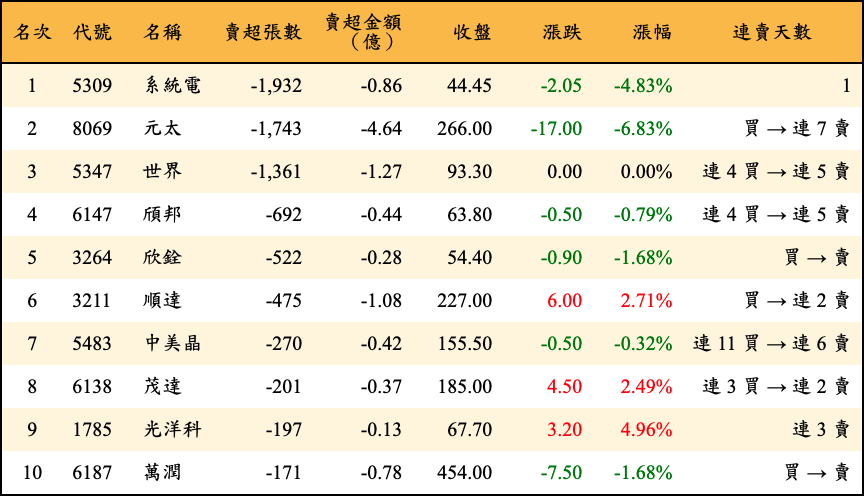 名次 代號 名稱 賣超張數 賣超金額（億） 收盤 漲跌 漲幅 連賣天數
1 5309 系統電 -1,932 -0.86 44.45 -2.05 -4.83% 1
2 8069 元太 -1,743 -4.64 266.00 -17.00 -6.83% 買 → 連 7 賣
3 5347 世界 -1,361 -1.27 93.30 0.00 0.00% 連 4 買 → 連 5 賣
4 6147 頎邦 -692 -0.44 63.80 -0.50 -0.79% 連 4 買 → 連 5 賣
5 3264 欣銓 -522 -0.28 54.40 -0.90 -1.68% 買 → 賣
6 3211 順達 -475 -1.08 227.00 6.00 2.71% 買 → 連 2 賣
7 5483 中美晶 -270 -0.42 155.50 -0.50 -0.32% 連 11 買 → 連 6 賣
8 6138 茂達 -201 -0.37 185.00 4.50 2.49% 連 3 買 → 連 2 賣
9 1785 光洋科 -197 -0.13 67.70 3.20 4.96% 連 3 賣
10 6187 萬潤 -171 -0.78 454.00 -7.50 -1.68% 買 → 賣